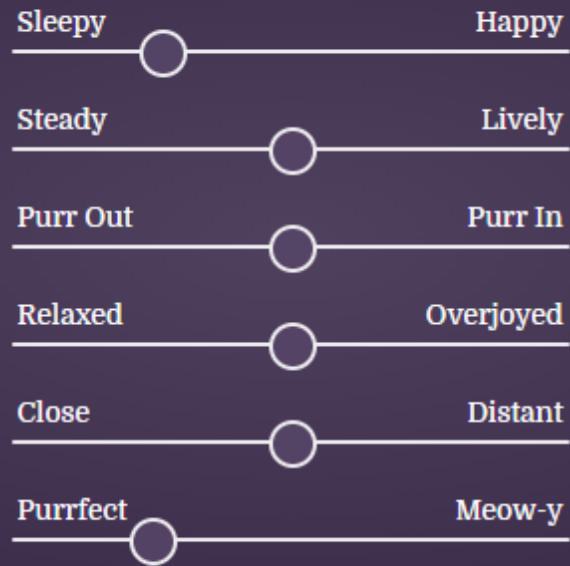 Sleepy Happy
Steady Lively
Purr Out Purr In
Relaxed Overjoyed
Close Distant
Purrfect Meow-y